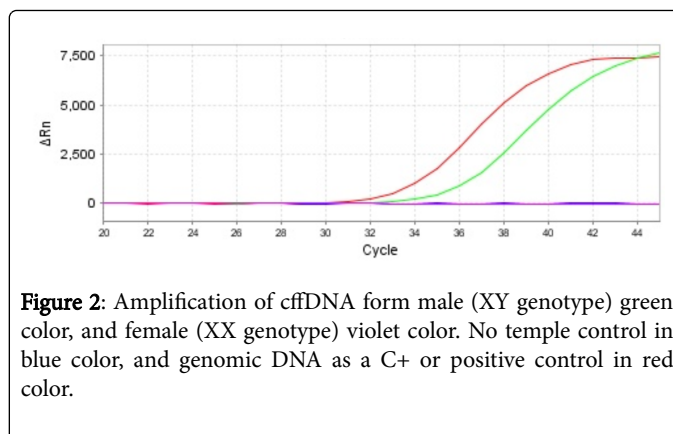 7,500
5,000
ΔRn
2,500
0
20 22 24 26 28 30 32 34 36 38 40 42 44
Cycle
Figure 2: Amplification of cffDNA form male (XY genotype) green
color, and female (XX genotype) violet color. No temple control in
blue color, and genomic DNA as a C+ or positive control in red
color.